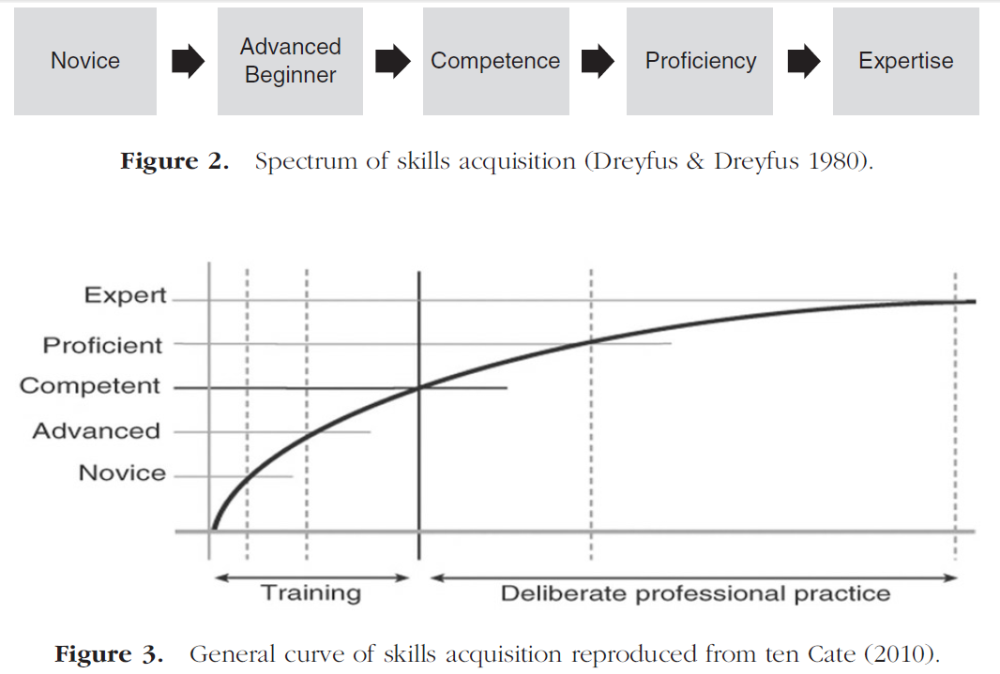 Novice
Advanced
Beginner
Competence
Proficiency
Expertise
Figure 2. Spectrum of skills acquisition (Dreyfus & Dreyfus 1980).
Expert
Proficient
Competent
Advanced
Novice
Training
Deliberate professional practice
Figure 3. General curve of skills acquisition reproduced from ten Cate (2010).